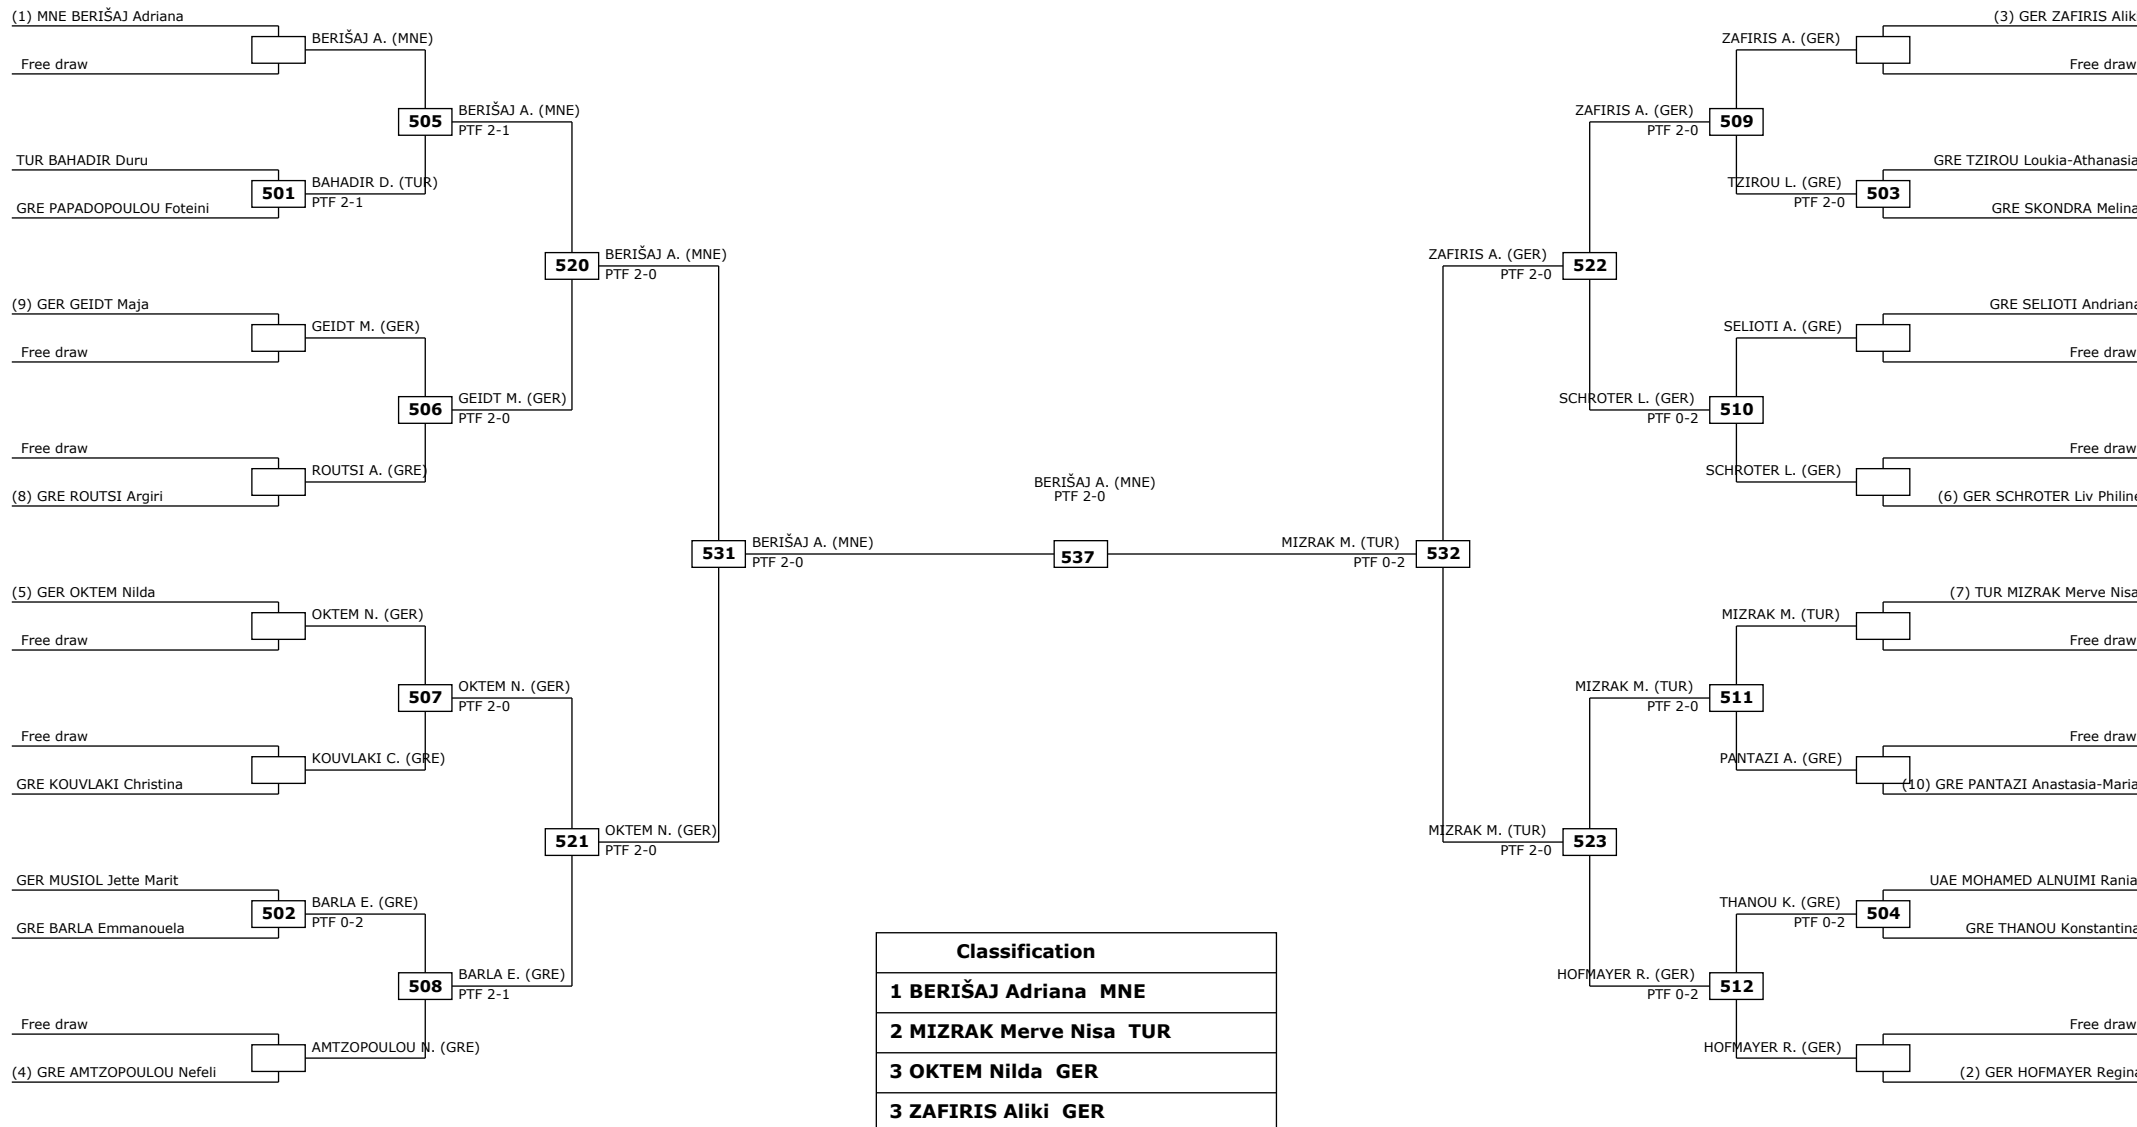 (1) MNE BERIŠAJ Adriana
BERIŠAJ A. (MNE)
Free draw
505
BERIŠAJ A. (MNE)
PTF 2-1
TUR BAHADIR Duru
501
BAHADIR D. (TUR)
PTF 2-1
GRE PAPADOPOULOU Foteini
520
BERIŠAJ A. (MNE)
PTF 2-0
(9) GER GEIDT Maja
GEIDT M. (GER)
Free draw
506
GEIDT M. (GER)
PTF 2-0
Free draw
ROUTSI A. (GRE)
(8) GRE ROUTSI Argiri
531
BERIŠAJ A. (MNE)
PTF 2-0
(5) GER OKTEM Nilda
OKTEM N. (GER)
Free draw
507
OKTEM N. (GER)
PTF 2-0
Free draw
KOUVLAKI C. (GRE)
GRE KOUVLAKI Christina
521
OKTEM N. (GER)
PTF 2-0
GER MUSIOL Jette Marit
502
BARLA E. (GRE)
PTF 0-2
GRE BARLA Emmanouela
508
BARLA E. (GRE)
PTF 2-1
Free draw
AMTZOPOULOU N. (GRE)
(4) GRE AMTZOPOULOU Nefeli
BERIŠAJ A. (MNE)
PTF 2-0
537
(3) GER ZAFIRIS Alik
ZAFIRIS A. (GER)
Free draw
ZAFIRIS A. (GER)
PTF 2-0
509
GRE TZIROU Loukia-Athanasia
TZIROU L. (GRE)
PTF 2-0
503
GRE SKONDRA Melina
ZAFIRIS A. (GER)
PTF 2-0
522
GRE SELIOTI Andriana
SELIOTI A. (GRE)
Free draw
SCHROTER L. (GER)
PTF 0-2
510
Free draw
SCHROTER L. (GER)
(6) GER SCHROTER Liv Philine
MIZRAK M. (TUR)
PTF 0-2
532
(7) TUR MIZRAK Merve Nisa
MIZRAK M. (TUR)
Free draw
MIZRAK M. (TUR)
PTF 2-0
511
Free draw
PANTAZI A. (GRE)
(10) GRE PANTAZI Anastasia-Maria
MIZRAK M. (TUR)
PTF 2-0
523
UAE MOHAMED ALNUIMI Rania
THANOU K. (GRE)
PTF 0-2
504
GRE THANOU Konstantina
HOFMAYER R. (GER)
PTF 0-2
512
Free draw
HOFMAYER R. (GER)
(2) GER HOFMAYER Regina
Classification
1 BERIŠAJ Adriana MNE
2 MIZRAK Merve Nisa TUR
3 OKTEM Nilda GER
3 ZAFIRIS Aliki GER